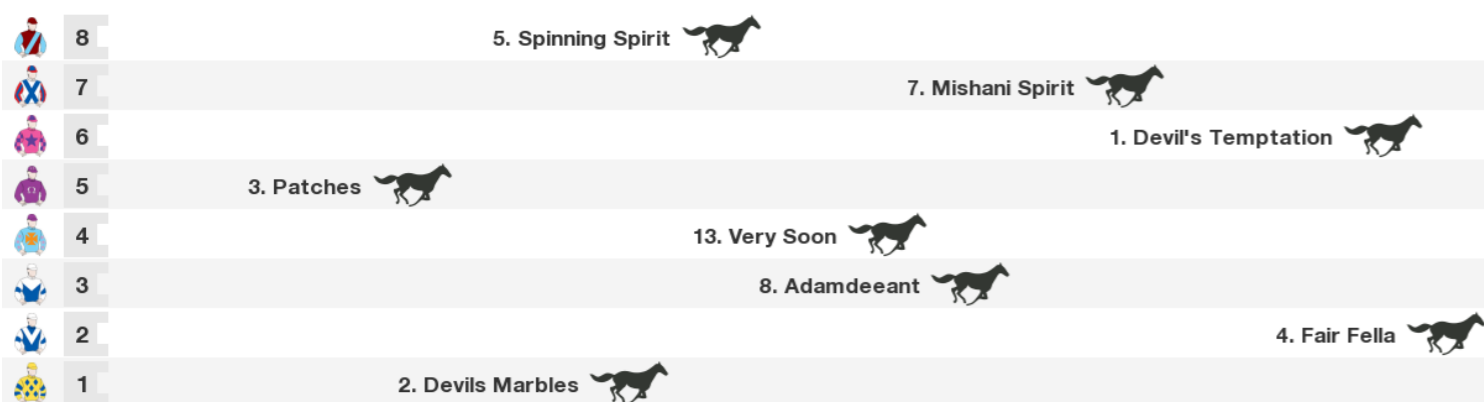 8 5. Spinning Spirit
7 7. Mishani Spirit
6 1. Devil's Temptation
5 3. Patches
4 13. Very Soon
3 8. Adamdeeant
2 4. Fair Fella
1 2. Devils Marbles